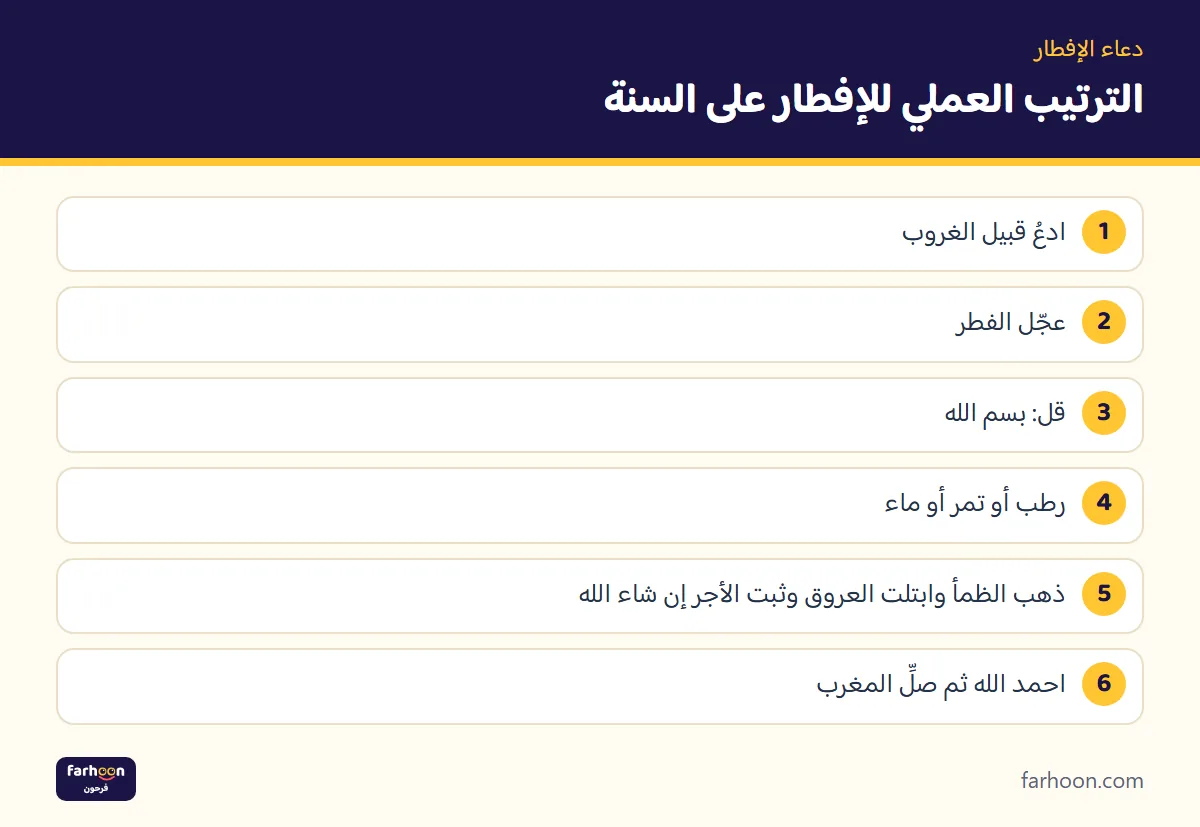 دعاء الإفطار
الترتيب العملي للإفطار على السنة
1 ادعُ قبيل الغروب
2 عجّل الفطر
3 قل: بسم الله
4 رطب أو تمر أو ماء
5 ذهب الظمأ وابتلت العروق وثبت الأجر إن شاء الله
6 احمد الله ثم صلِّ المغرب
farhoon.com
farhoon
فرحون